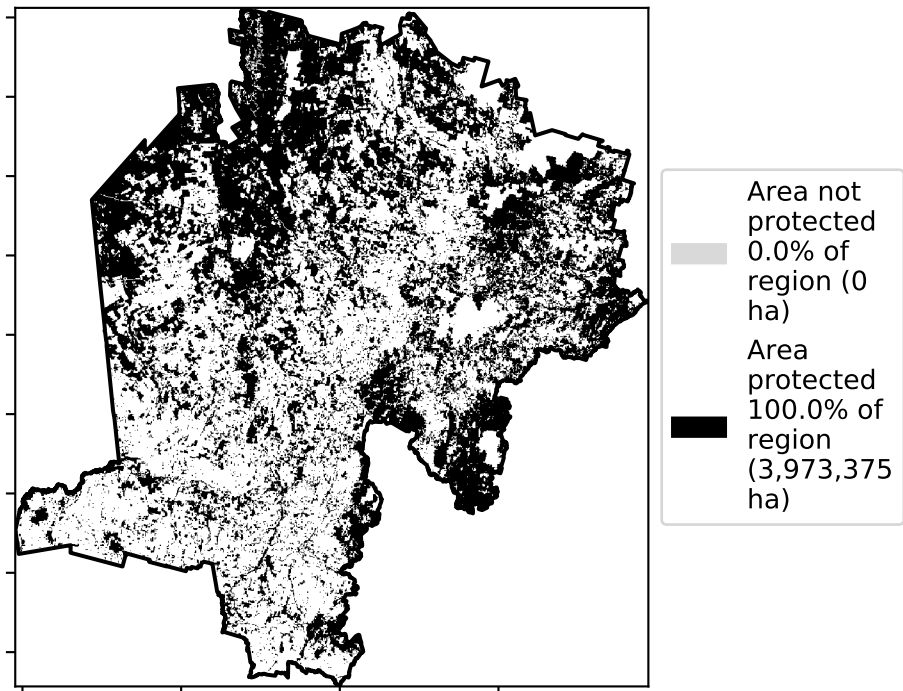 Area not
protected
0.0% of
region (0
ha)
Area
protected
100.0% of
region
(3,973,375
ha)